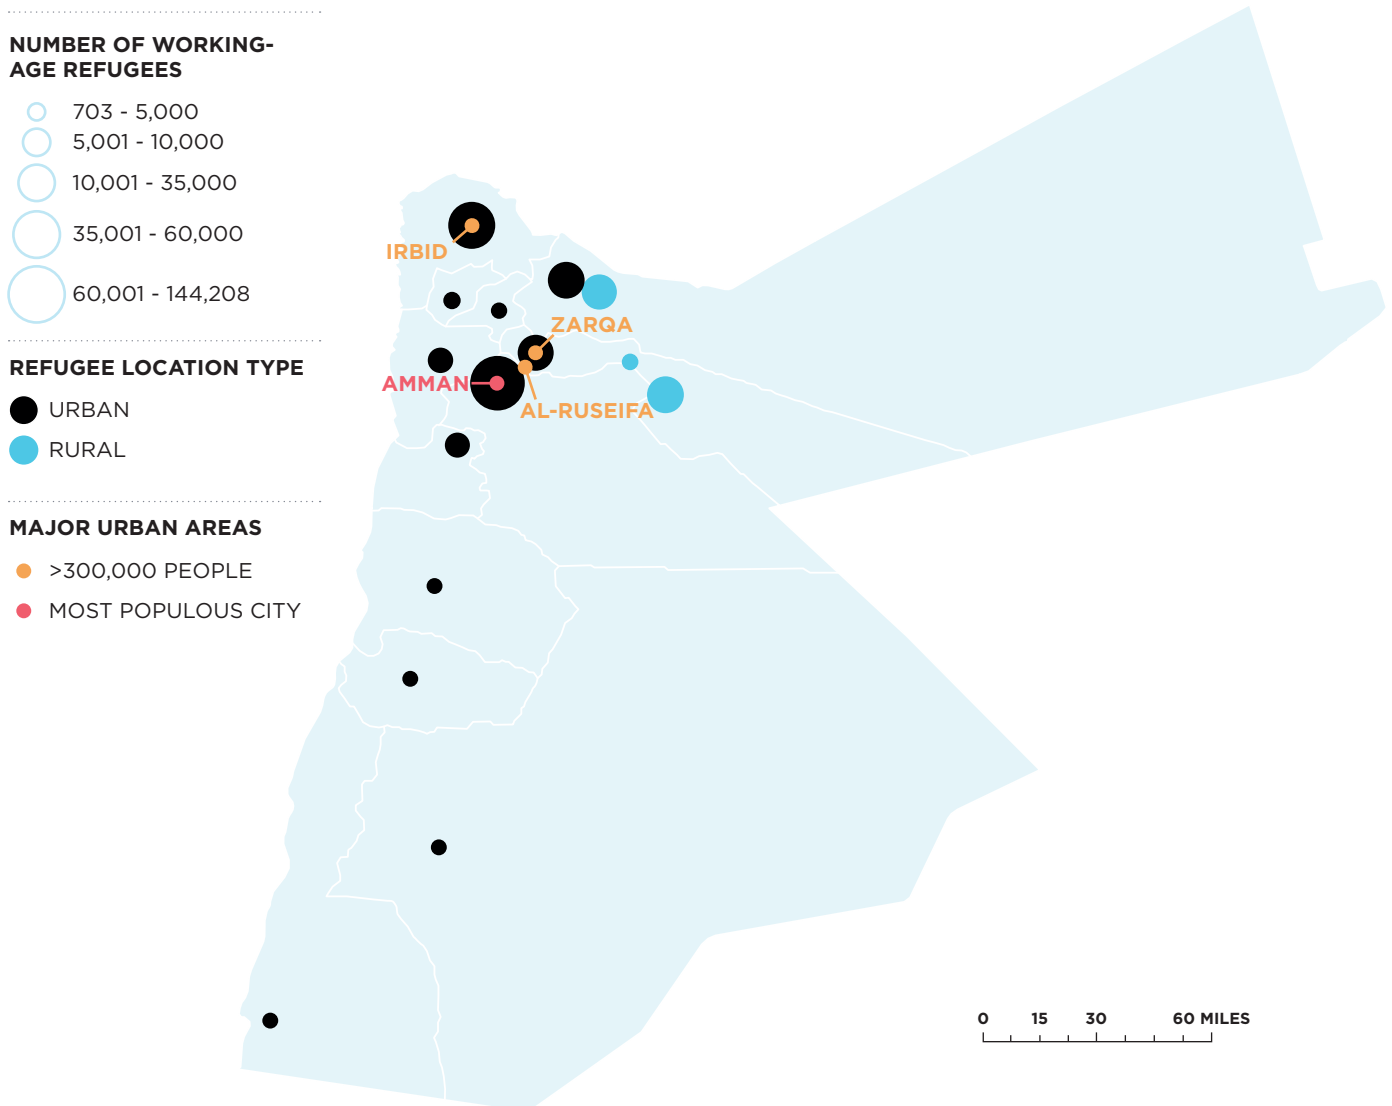 NUMBER OF WORKING-
AGE REFUGEES
703 - 5,000
5,001 - 10,000
10,001 - 35,000
35,001 - 60,000
60,001 - 144,208
REFUGEE LOCATION TYPE
URBAN
RURAL
MAJOR URBAN AREAS
>300,000 PEOPLE
MOST POPULOUS CITY
IRBID
ZARQA
AMMAN
AL-RUSEIFA
0 15 30 60 MILES